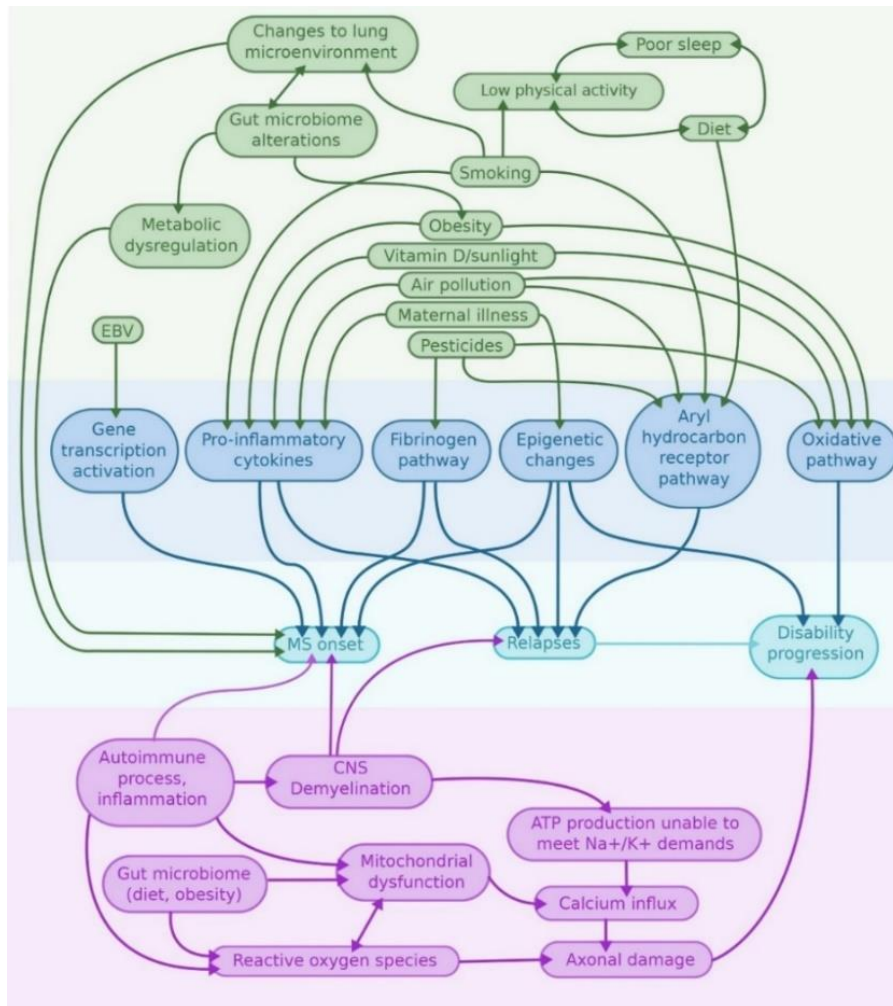 Changes to lung
microenvironment
Poor sleep
Low physical activity
Gut microbiome
alterations
Diet
Smoking
Metabolic
dysregulation
Obesity
Vitamin D/sunlight
Air pollution
Maternal illness
EBV
Pesticides
Gene
transcription
activation
Pro-inflammatory
cytokines
Fibrinogen
pathway
Epigenetic
changes
Aryl
hydrocarbon
receptor
pathway
Oxidative
pathway
MS onset
Relapses
Disability
progression
Autoimmune
process,
inflammation
CNS
Demyelination
ATP production unable to
meet Na+/K+ demands
Gut microbiome
(diet, obesity)
Mitochondrial
dysfunction
Calcium influx
Reactive oxygen species
Axonal damage